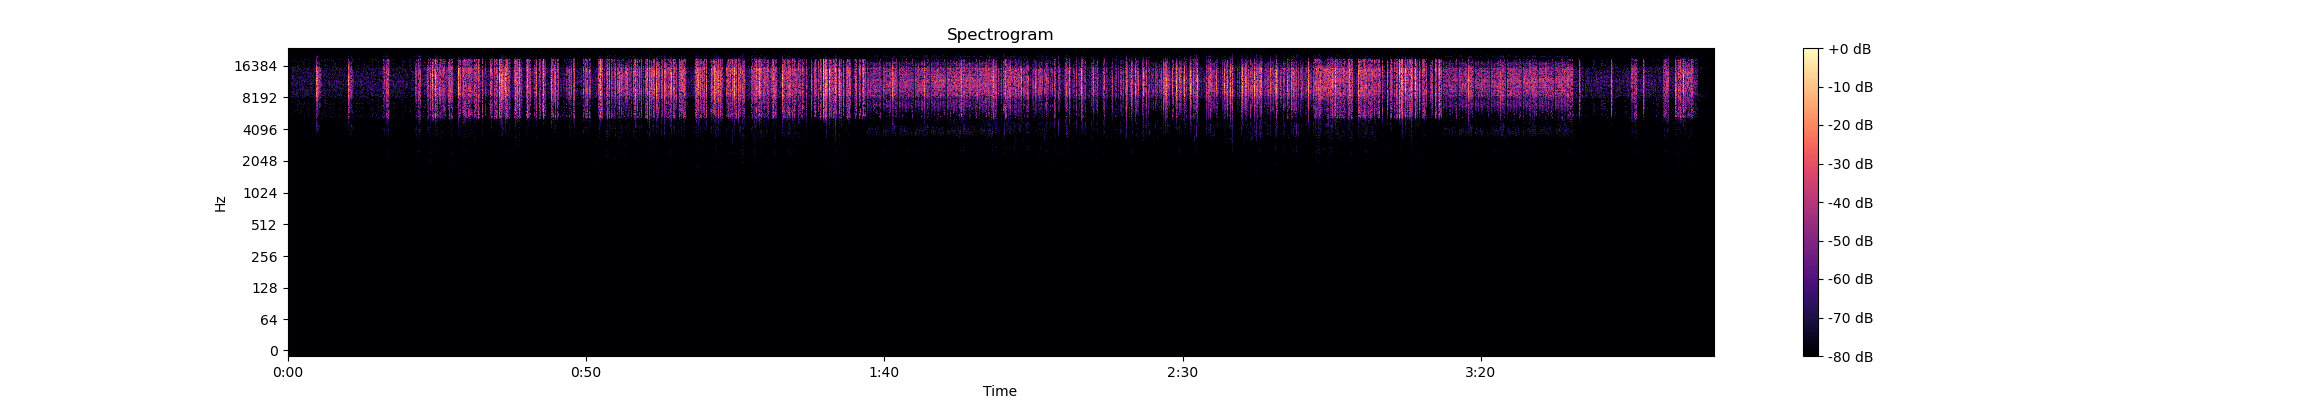 Spectrogram
16384
8192
4096
2048
1024
512
256
128
64
0
Hz
0:00 0:50 1:40 2:30 3:20
Time
+0 dB
-10 dB
-20 dB
-30 dB
-40 dB
-50 dB
-60 dB
-70 dB
-80 dB